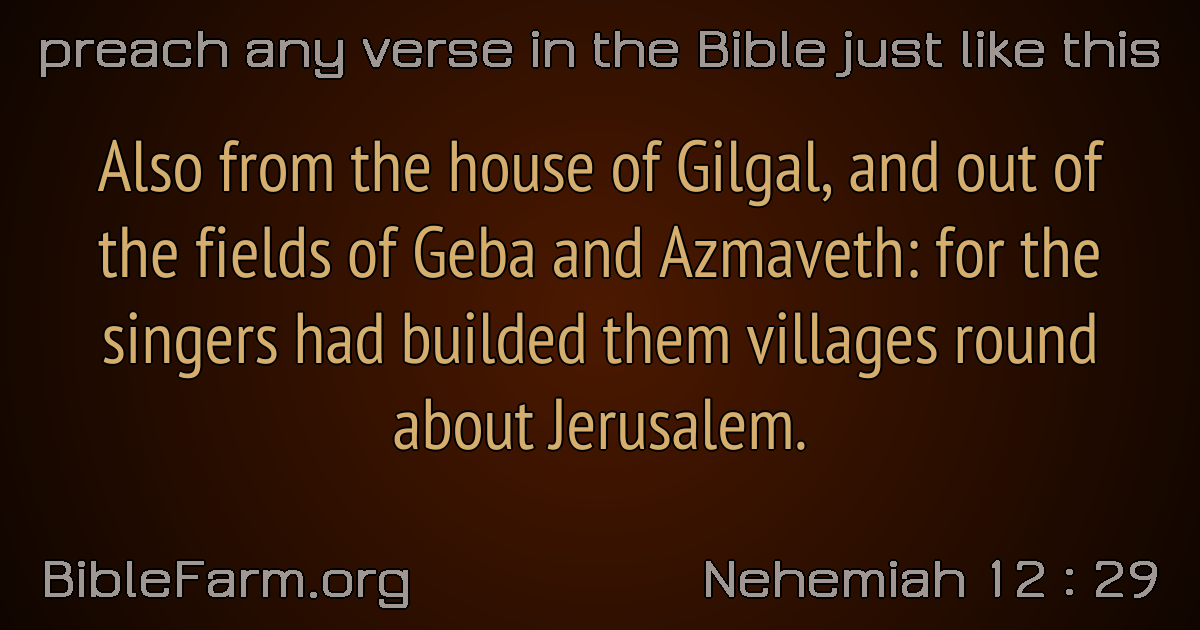 preach any verse in the Bible just like this
Also from the house of Gilgal, and out of
the fields of Geba and Azmaveth: for the
singers had builded them villages round
about Jerusalem.
BibleFarm.org
Nehemiah 12 : 29